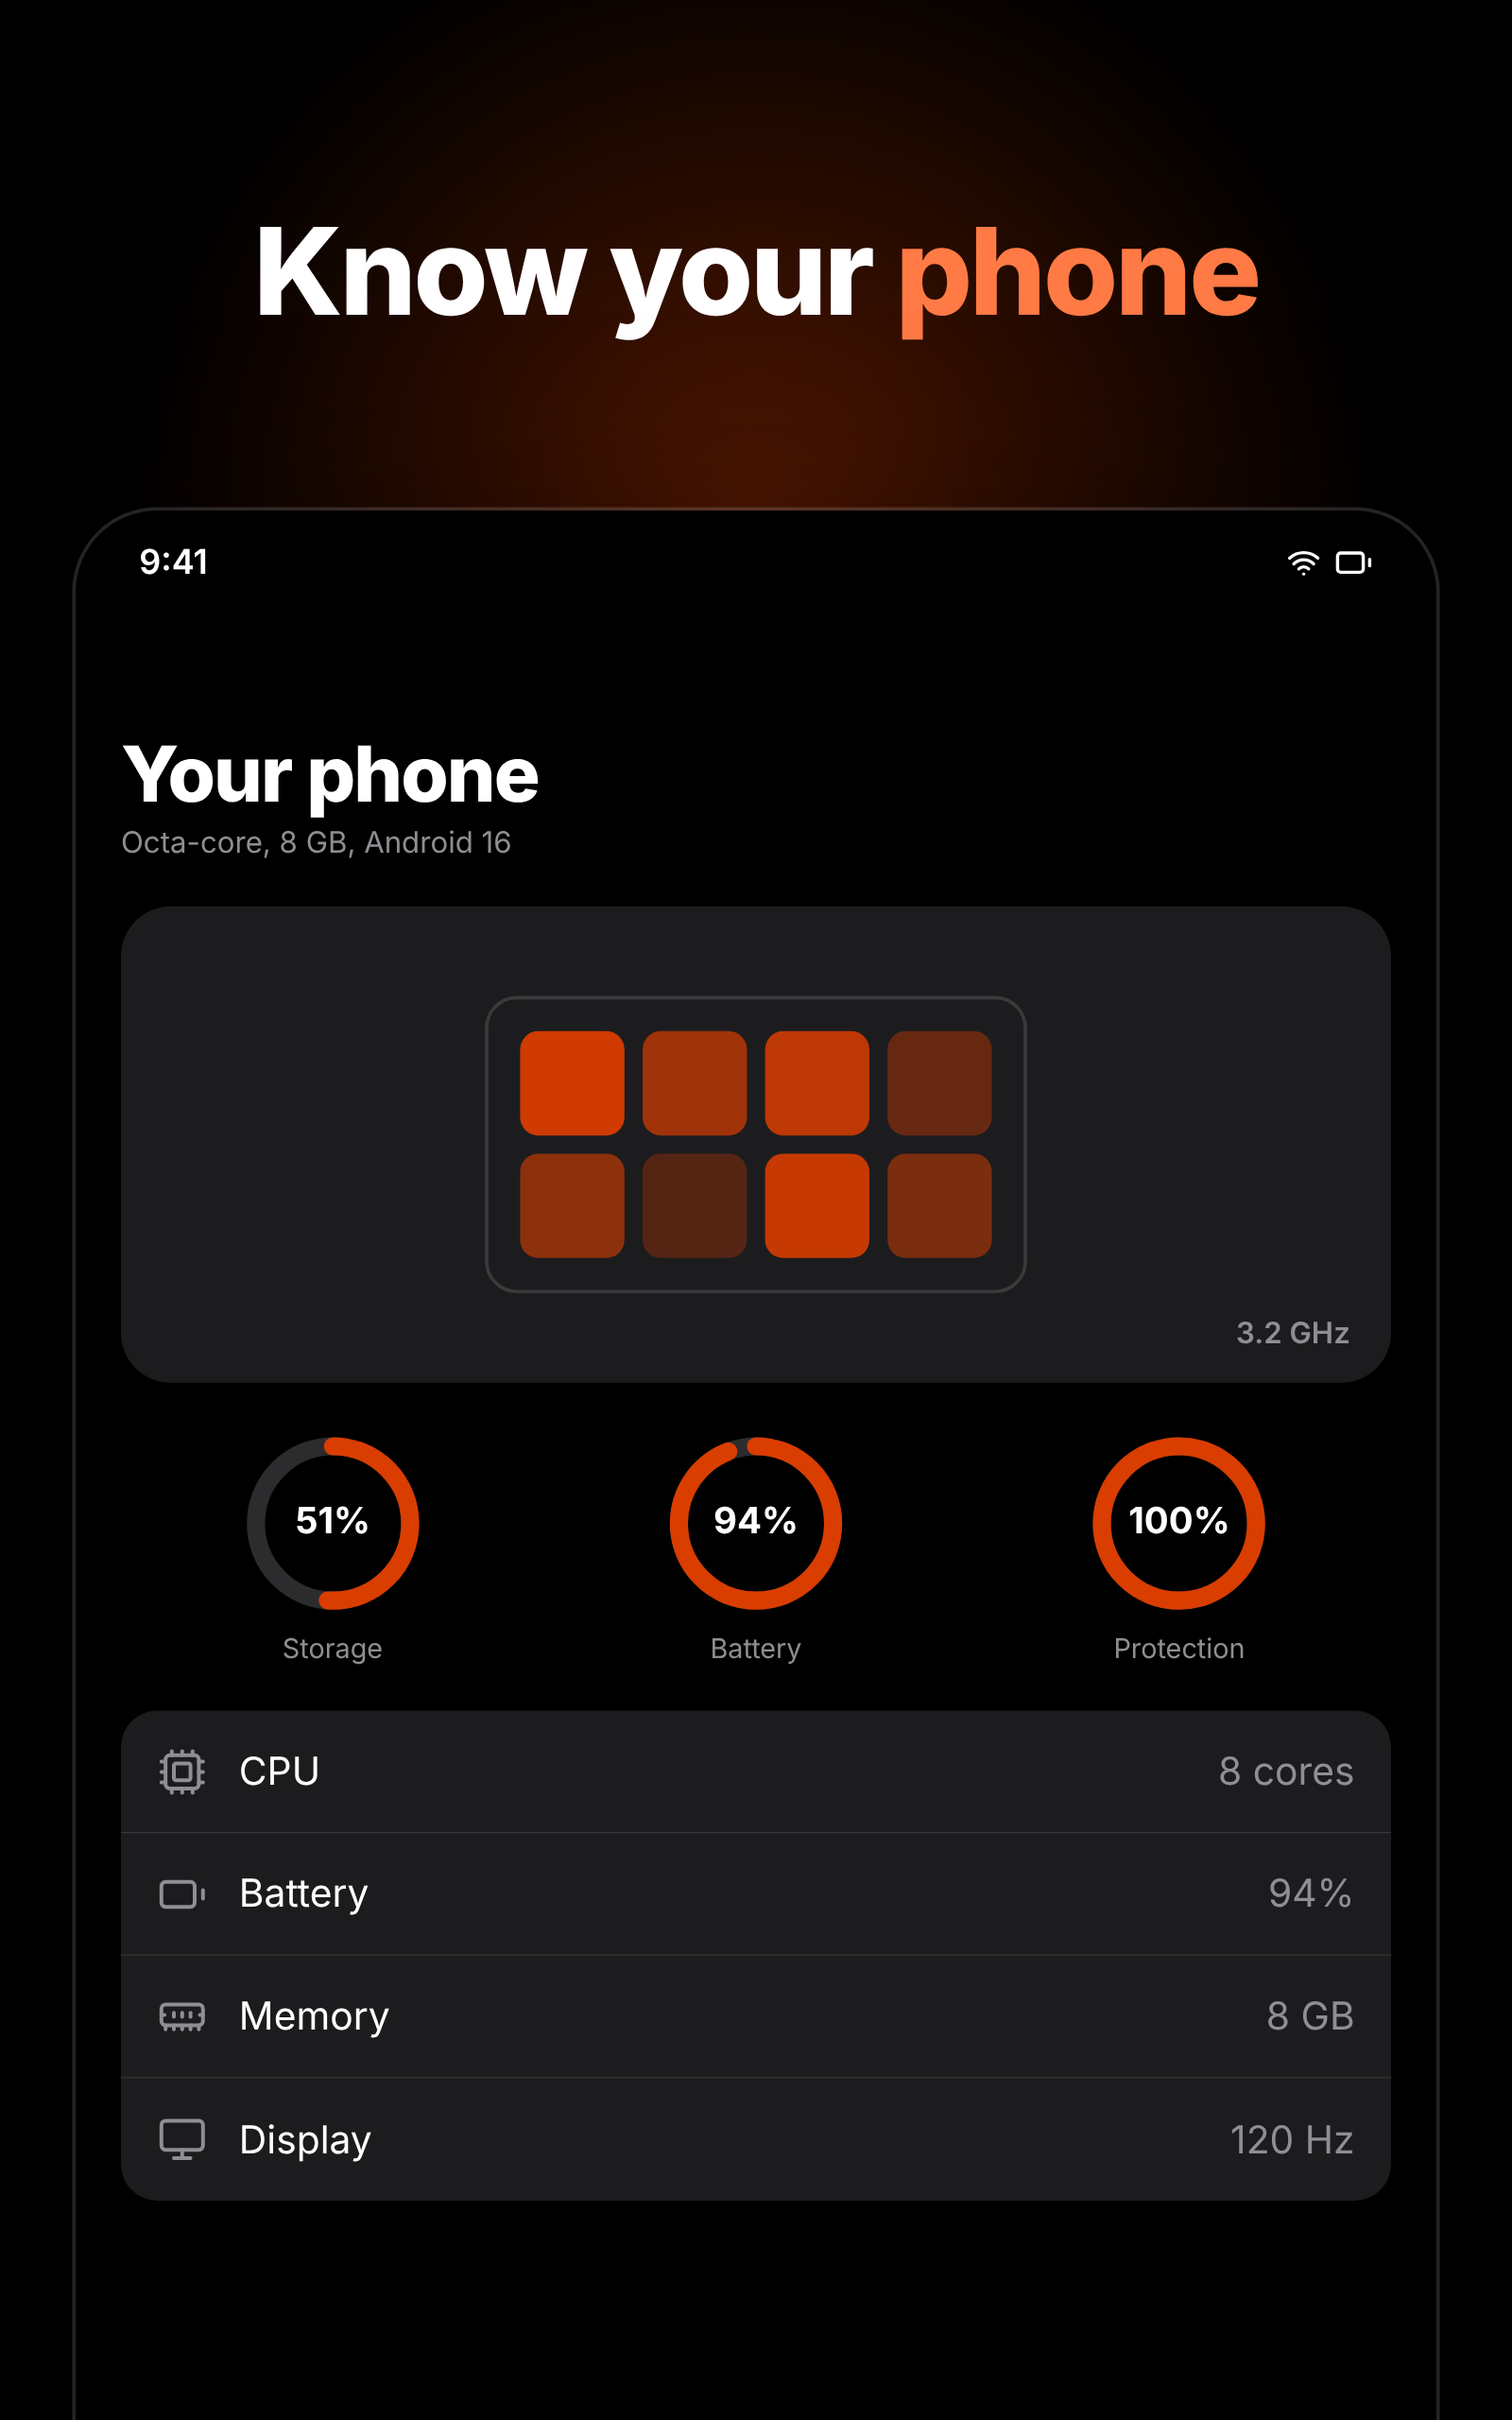 Know your phone
9:41
Your phone
Octa-core, 8 GB, Android 16
3.2 GHz
51%
94%
100%
Storage
Battery
Protection
CPU
8 cores
Battery
94%
Memory
8 GB
Display
120 Hz